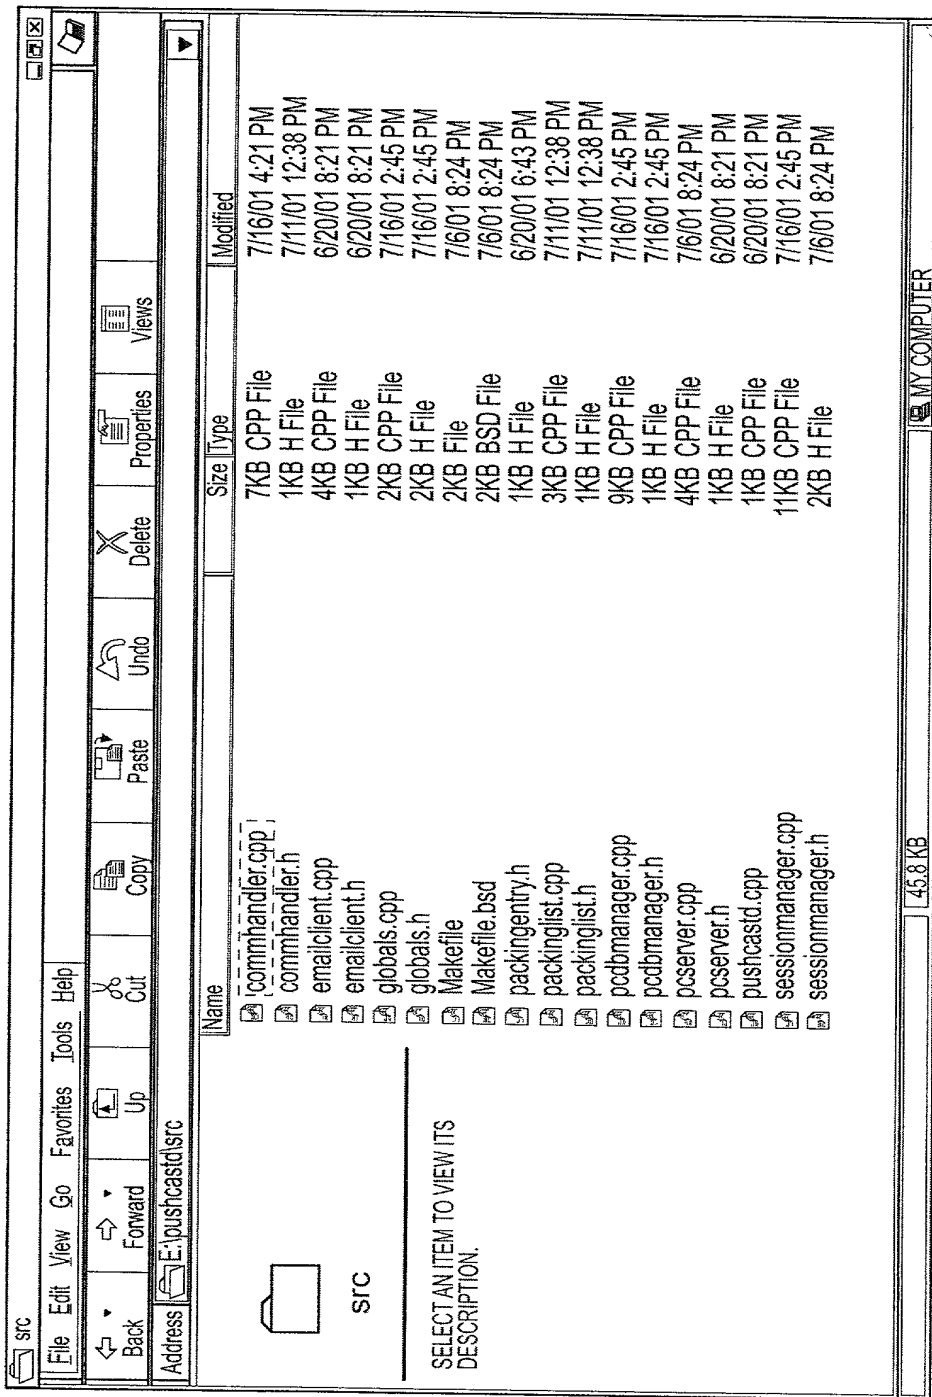 src
File Edit View Go Favorites Tools Help
Back Forward Up Cut Copy Paste Undo Delete Properties Views
Address E:\pushcastd\src
src
SELECT AN ITEM TO VIEW ITS
DESCRIPTION.
Name Size Type Modified
commhandler.cpp 7KB CPP File 7/16/01 4:21 PM
commhandler.h 1KB H File 7/11/01 12:38 PM
emailclient.cpp 4KB CPP File 6/20/01 8:21 PM
emailclient.h 1KB H File 6/20/01 8:21 PM
globals.cpp 2KB CPP File 7/16/01 2:45 PM
globals.h 2KB H File 7/16/01 2:45 PM
Makefile 2KB File 7/6/01 8:24 PM
Makefile.bsd 2KB BSD File 7/6/01 8:24 PM
packingentry.h 1KB H File 6/20/01 6:43 PM
packinglist.cpp 3KB CPP File 7/11/01 12:38 PM
packinglist.h 1KB H File 7/11/01 12:38 PM
pcdbmanager.cpp 9KB CPP File 7/16/01 2:45 PM
pcdbmanager.h 1KB H File 7/16/01 2:45 PM
pcserver.cpp 4KB CPP File 7/6/01 8:24 PM
pcserver.h 1KB H File 6/20/01 8:21 PM
pushcastd.cpp 1KB CPP File 6/20/01 8:21 PM
sessionmanager.cpp 11KB CPP File 7/16/01 2:45 PM
sessionmanager.h 2KB H File 7/6/01 8:24 PM
45.8 KB MY COMPUTER